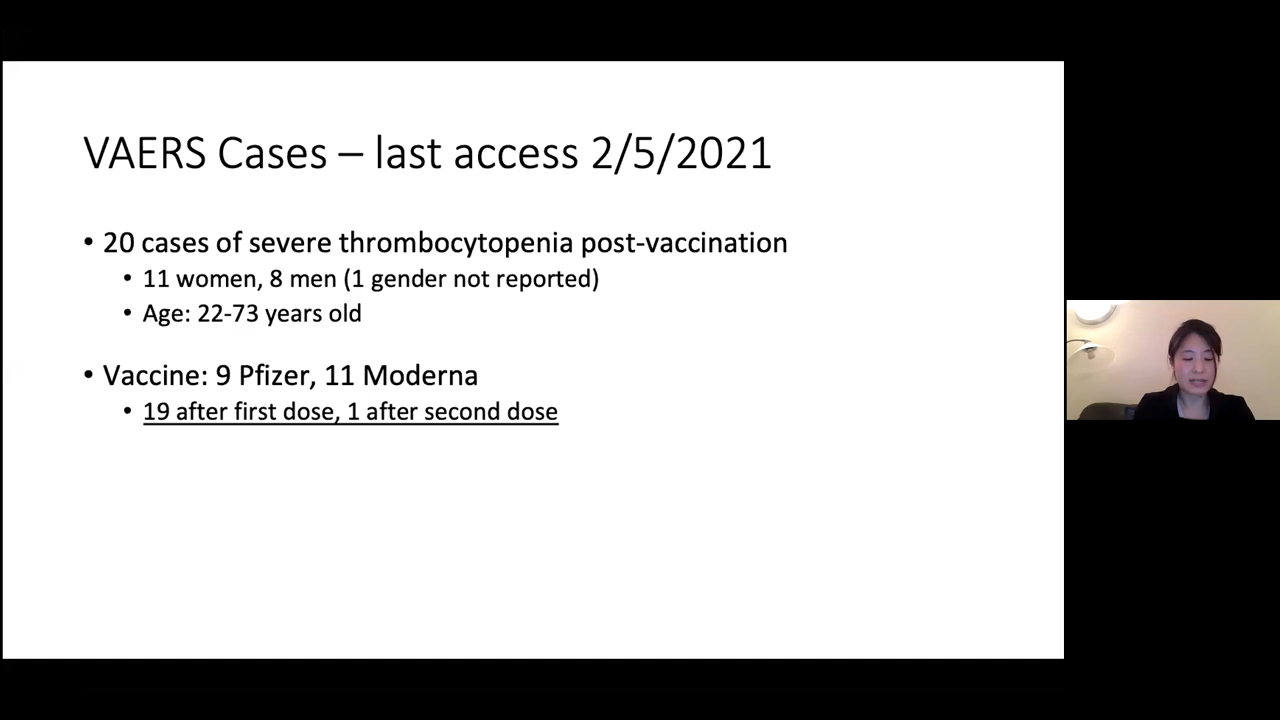 VAERS Cases – last access 2/5/2021
• 20 cases of severe thrombocytopenia post-vaccination
• 11 women, 8 men (1 gender not reported)
• Age: 22-73 years old
• Vaccine: 9 Pfizer, 11 Moderna
• 19 after first dose, 1 after second dose